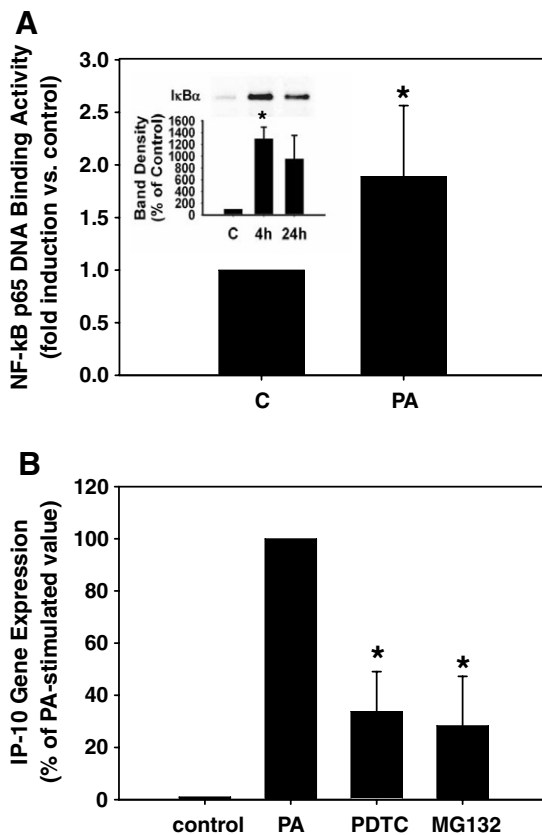 A
NF-kB p65 DNA Binding Activity
(fold induction vs. control)
3.0
2.5
2.0
1.5
1.0
0.5
0.0
IκBα
Band Density
(% of Control)
1600
1400
1200
1000
800
600
400
200
0
*
C 4h 24h
*
C PA
B
IP-10 Gene Expression
(% of PA-stimulated value)
120
100
80
60
40
20
0
* *
control PA PDTC MG132